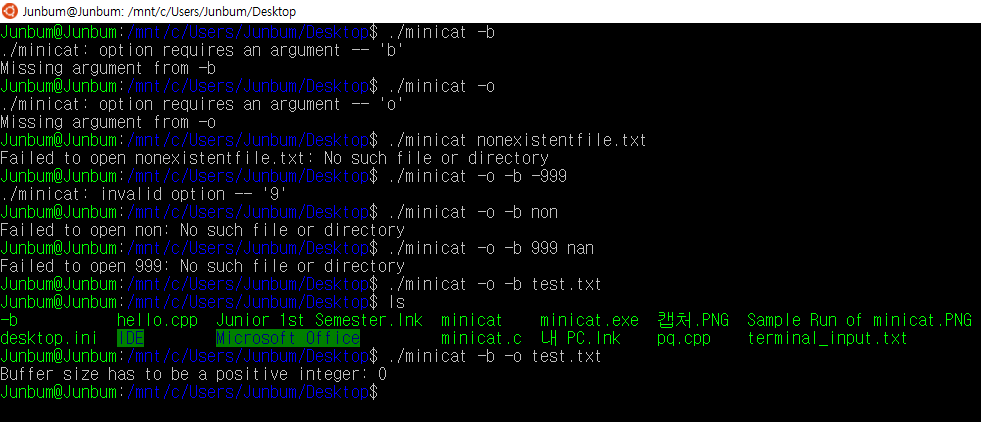 Junbum@Junbum: /mnt/c/Users/Junbum/Desktop
Junbum@Junbum:/mnt/c/Users/Junbum/Desktop$ ./minicat -b
./minicat: option requires an argument -- 'b'
Missing argument from -b
Junbum@Junbum:/mnt/c/Users/Junbum/Desktop$ ./minicat -o
./minicat: option requires an argument -- 'o'
Missing argument from -o
Junbum@Junbum:/mnt/c/Users/Junbum/Desktop$ ./minicat nonexistentfile.txt
Failed to open nonexistentfile.txt: No such file or directory
Junbum@Junbum:/mnt/c/Users/Junbum/Desktop$ ./minicat -o -b -999
./minicat: invalid option -- '9'
Junbum@Junbum:/mnt/c/Users/Junbum/Desktop$ ./minicat -o -b non
Failed to open non: No such file or directory
Junbum@Junbum:/mnt/c/Users/Junbum/Desktop$ ./minicat -o -b 999 nan
Failed to open 999: No such file or directory
Junbum@Junbum:/mnt/c/Users/Junbum/Desktop$ ./minicat -o -b test.txt
Junbum@Junbum:/mnt/c/Users/Junbum/Desktop$ ls
-b hello.cpp Junior 1st Semester.lnk minicat minicat.exe 캡처.PNG Sample Run of minicat.PNG
desktop.ini IDE Microsoft Office minicat.c 내 PC.lnk pq.cpp terminal_input.txt
Junbum@Junbum:/mnt/c/Users/Junbum/Desktop$ ./minicat -b -o test.txt
Buffer size has to be a positive integer: 0
Junbum@Junbum:/mnt/c/Users/Junbum/Desktop$